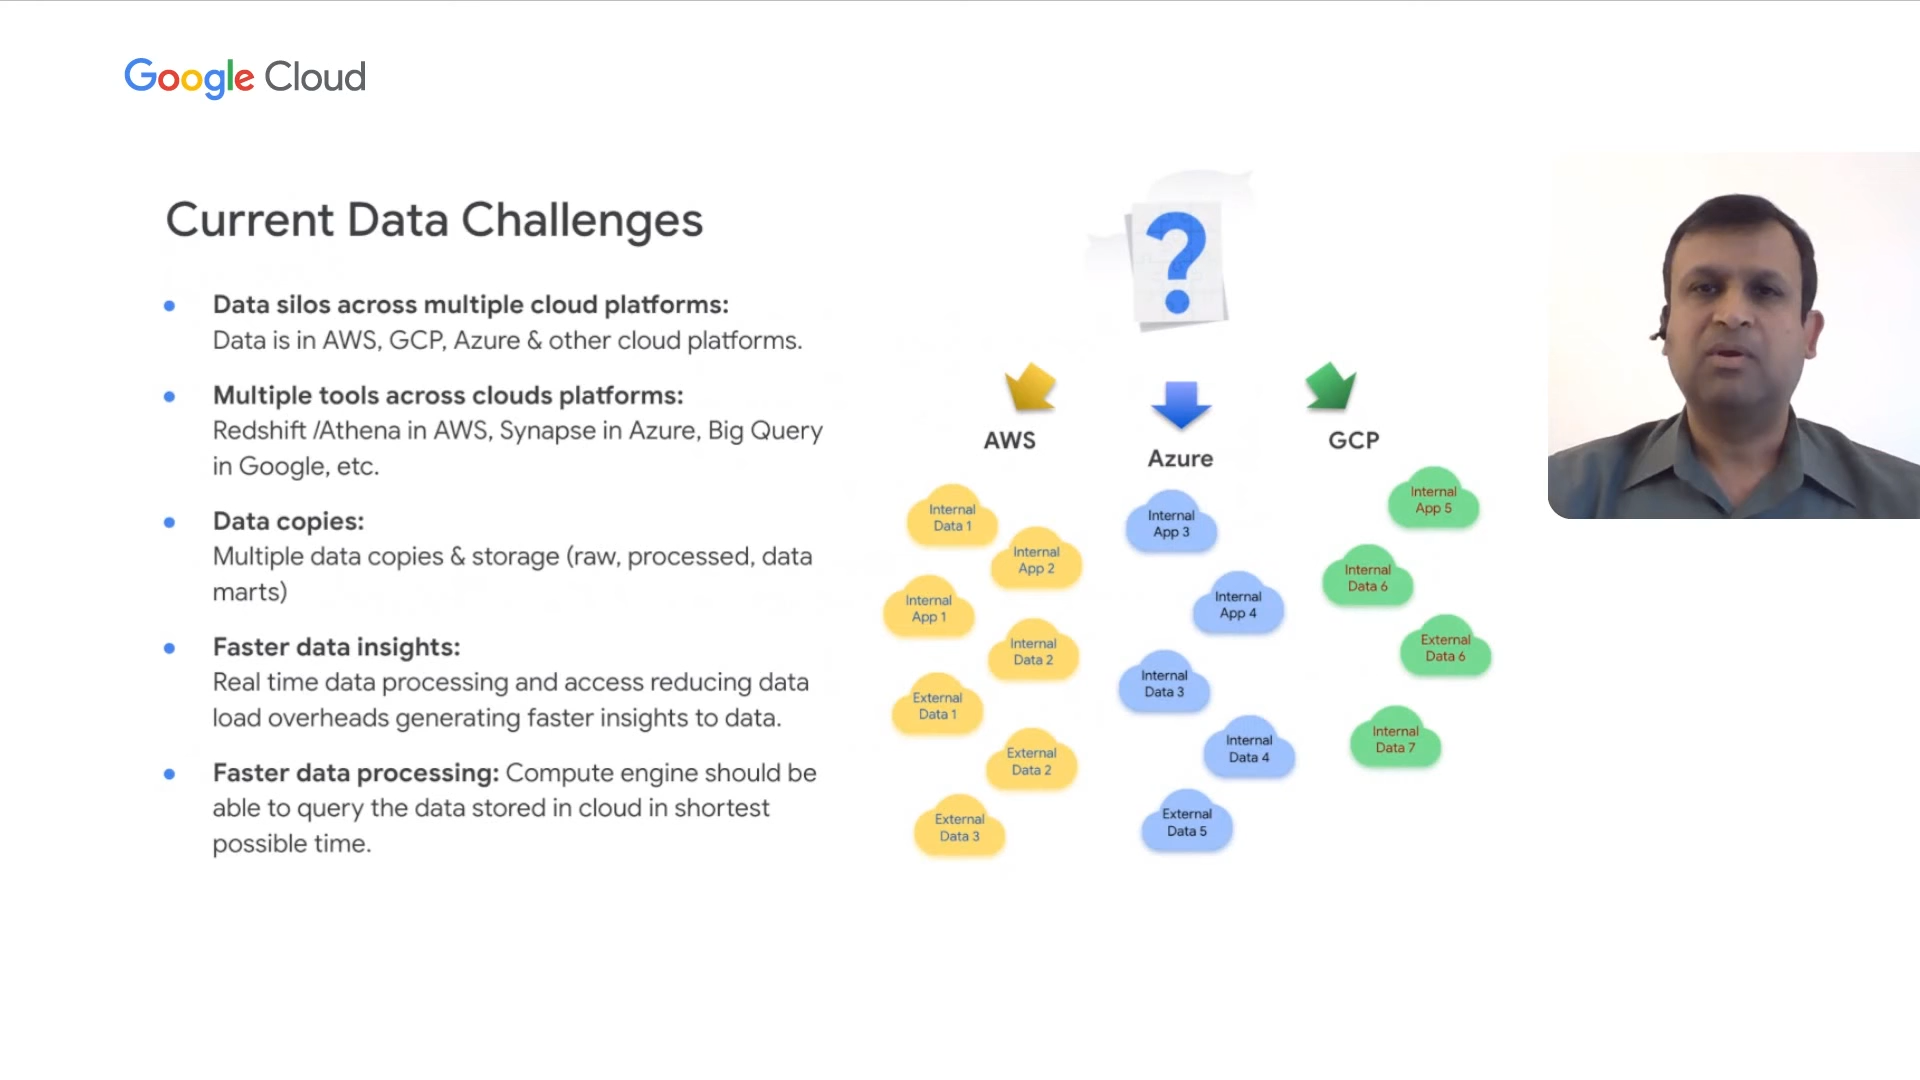 Google Cloud
Current Data Challenges
Data silos across multiple cloud platforms:
Data is in AWS, GCP, Azure & other cloud platforms.
Multiple tools across clouds platforms:
Redshift /Athena in AWS, Synapse in Azure, Big Query
in Google, etc.
Data copies:
Multiple data copies & storage (raw, processed, data
marts)
Faster data insights:
Real time data processing and access reducing data
load overheads generating faster insights to data.
Faster data processing: Compute engine should be
able to query the data stored in cloud in shortest
possible time.
?
AWS
Internal
Data 1
Internal
App 2
Internal
App 1
Internal
Data 2
External
Data 1
External
Data 2
External
Data 3
Azure
Internal
App 3
Internal
App 4
Internal
Data 3
Internal
Data 4
External
Data 5
GCP
Internal
App 5
Internal
Data 6
External
Data 6
Internal
Data 7